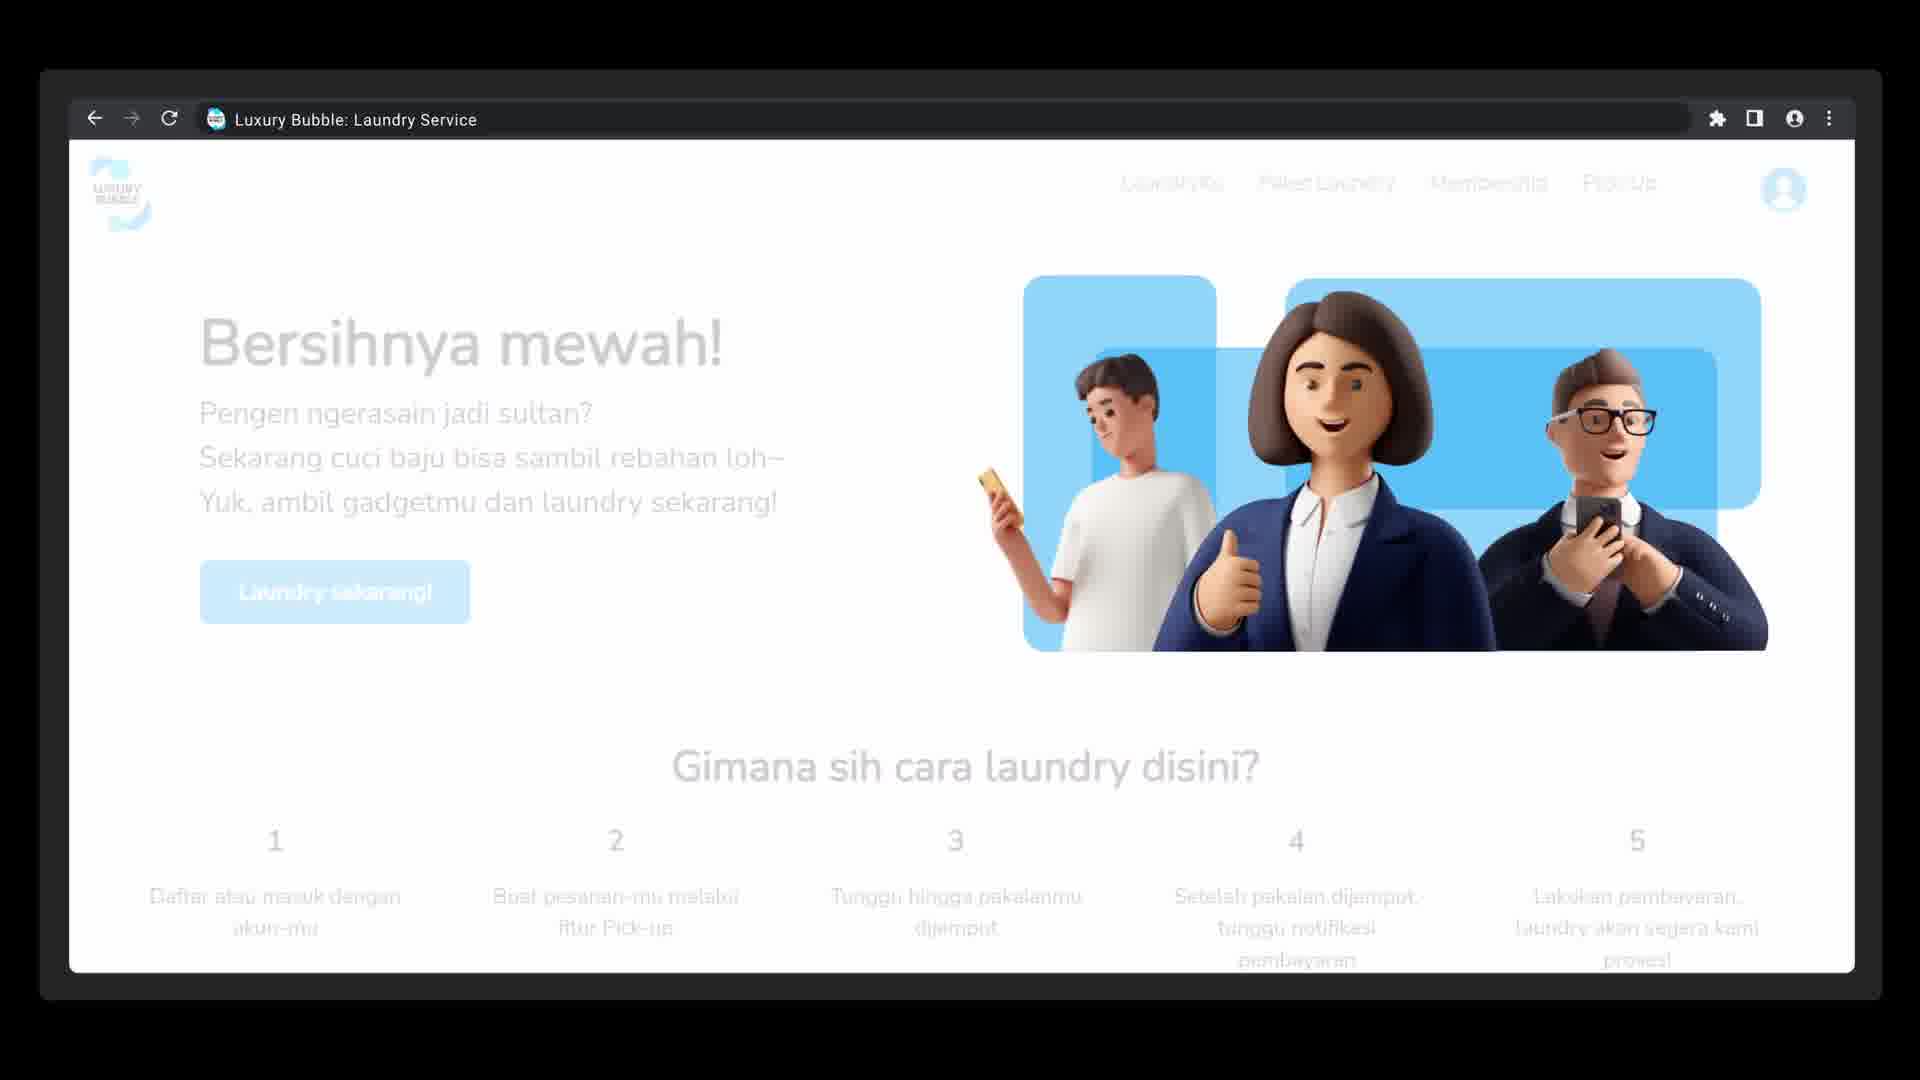 Luxury Bubble: Laundry Service
LUXURY
BUBBLE
LaundryKu
Paket Laundry
Membership
Pick-Up
Bersihnya mewah!
Pengen ngerasain jadi sultan?
Sekarang cuci baju bisa sambil rebahan loh~
Yuk, ambil gadgetmu dan laundry sekarang!
Laundry sekarang!
Gimana sih cara laundry disini?
1
Daftar atau masuk dengan
akun-mu
2
Buat pesanan-mu melalui
fitur Pick-up
3
Tunggu hingga pakaianmu
dijemput
4
Setelah pakaian dijemput,
tunggu notifikasi
pembayaran
5
Lakukan pembayaran,
laundry akan segera kami
proses!